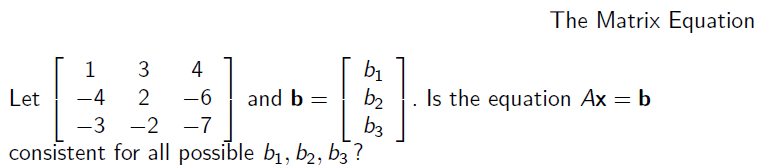 The Matrix Equation
Let [ 1 3 4 ; −4 2 −6 ; −3 −2 −7 ] and b = [ b₁ ; b₂ ; b₃ ] . Is the equation Ax = b
consistent for all possible b₁, b₂, b₃ ?